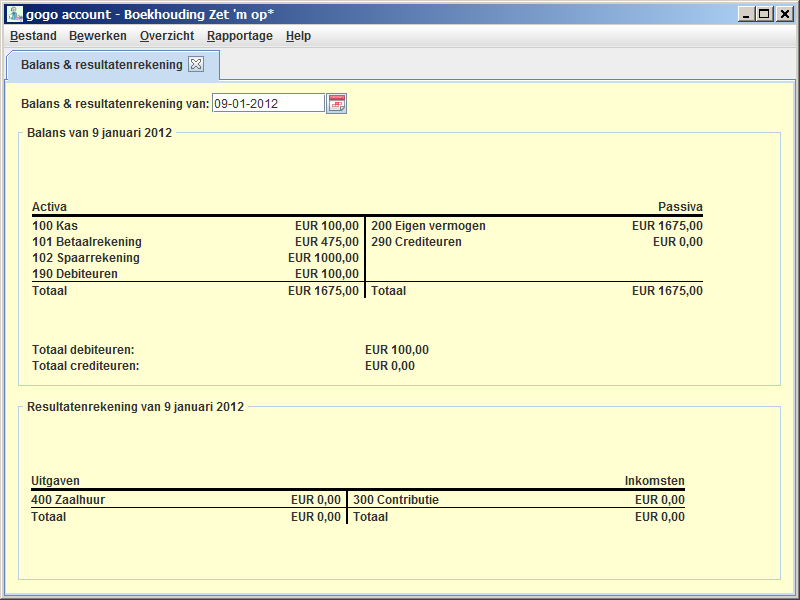 gogo account - Boekhouding Zet 'm op*
Bestand Bewerken Overzicht Rapportage Help
Balans & resultatenrekening
Balans & resultatenrekening van: 09-01-2012
Balans van 9 januari 2012
Activa Passiva
100 Kas EUR 100,00 200 Eigen vermogen EUR 1675,00
101 Betaalrekening EUR 475,00 290 Crediteuren EUR 0,00
102 Spaarrekening EUR 1000,00
190 Debiteuren EUR 100,00
Totaal EUR 1675,00 Totaal EUR 1675,00
Totaal debiteuren: EUR 100,00
Totaal crediteuren: EUR 0,00
Resultatenrekening van 9 januari 2012
Uitgaven Inkomsten
400 Zaalhuur EUR 0,00 300 Contributie EUR 0,00
Totaal EUR 0,00 Totaal EUR 0,00